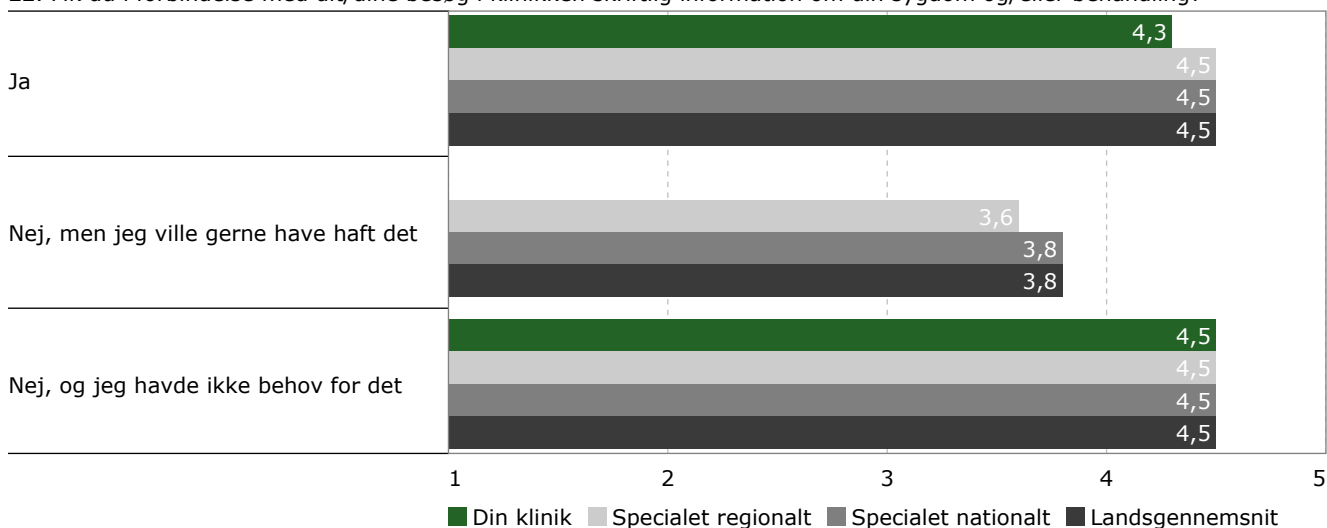 Ja
4,3
4,5
4,5
4,5
Nej, men jeg ville gerne have haft det
3,6
3,8
3,8
Nej, og jeg havde ikke behov for det
4,5
4,5
4,5
4,5
1 2 3 4 5
Din klinik Specialet regionalt Specialet nationalt Landsgennemsnit